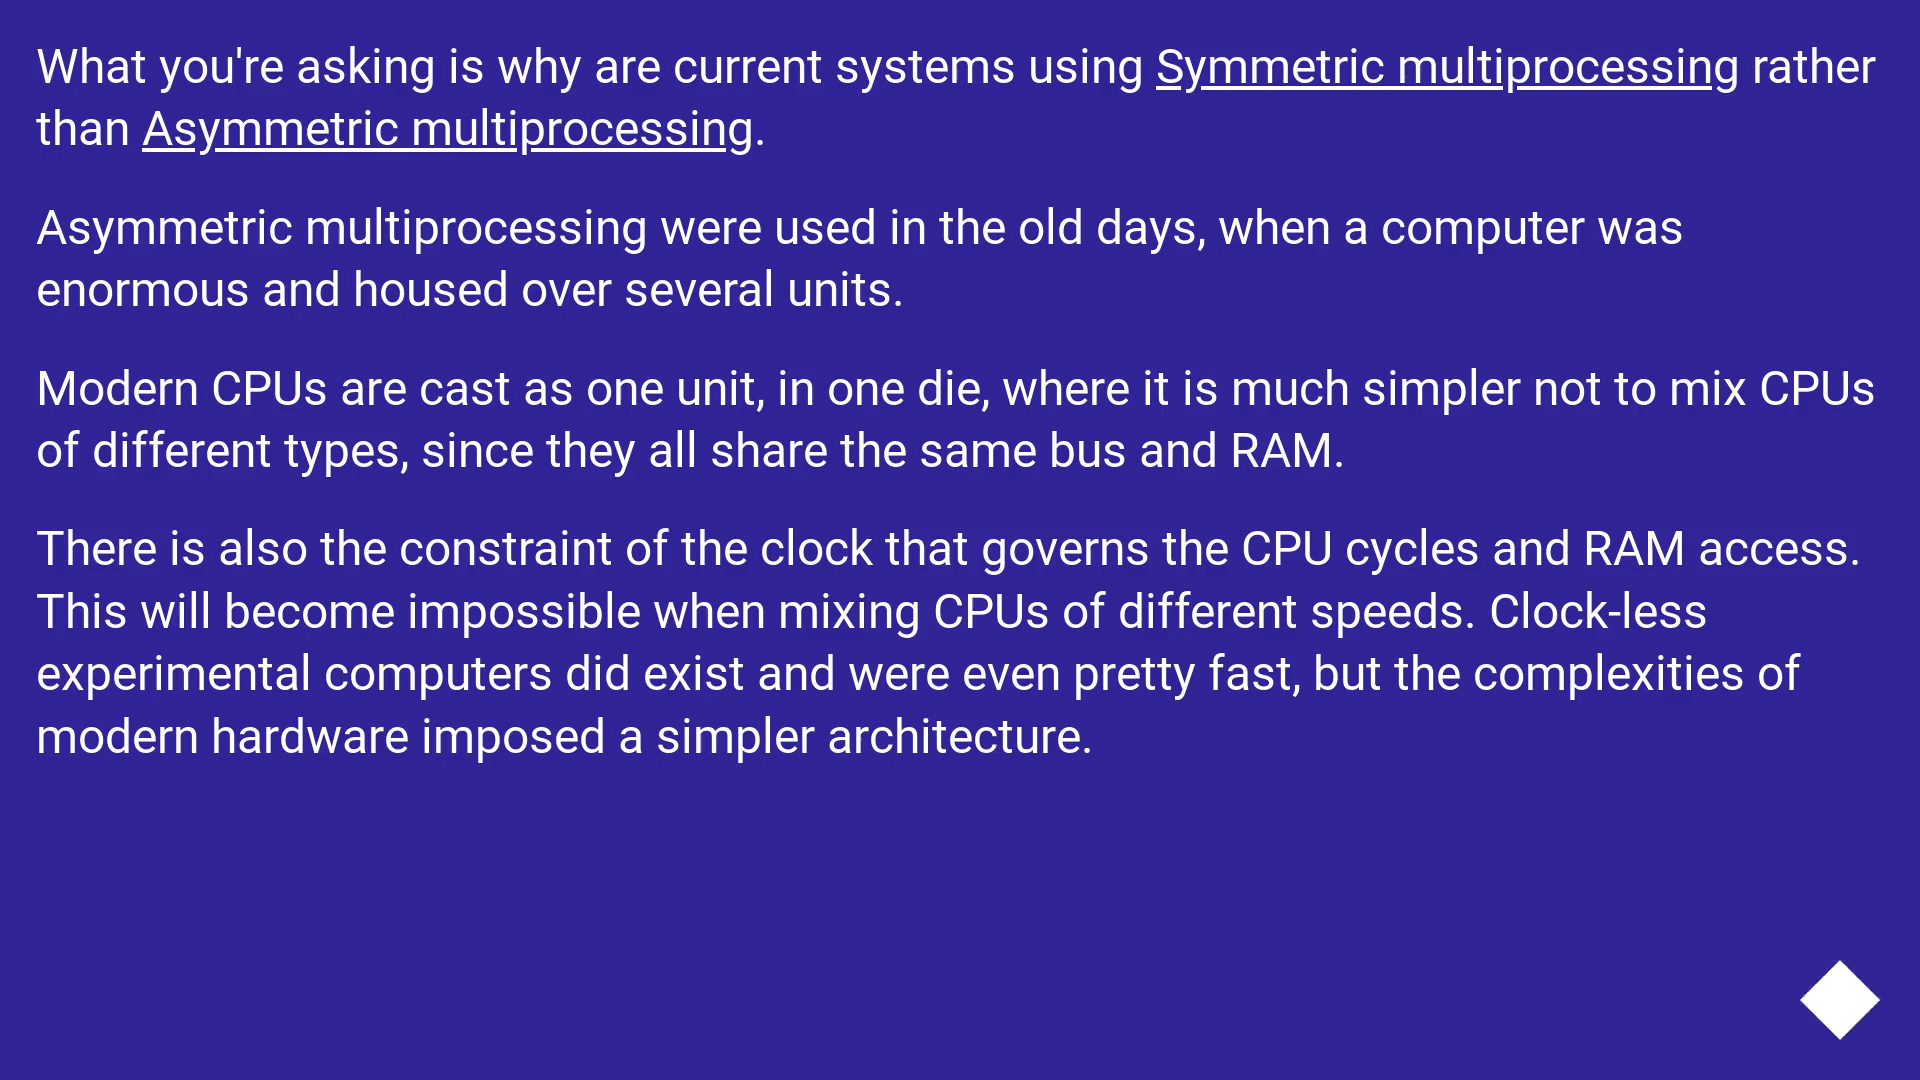 What you're asking is why are current systems using Symmetric multiprocessing rather
than Asymmetric multiprocessing.
Asymmetric multiprocessing were used in the old days, when a computer was
enormous and housed over several units.
Modern CPUs are cast as one unit, in one die, where it is much simpler not to mix CPUs
of different types, since they all share the same bus and RAM.
There is also the constraint of the clock that governs the CPU cycles and RAM access.
This will become impossible when mixing CPUs of different speeds. Clock-less
experimental computers did exist and were even pretty fast, but the complexities of
modern hardware imposed a simpler architecture.